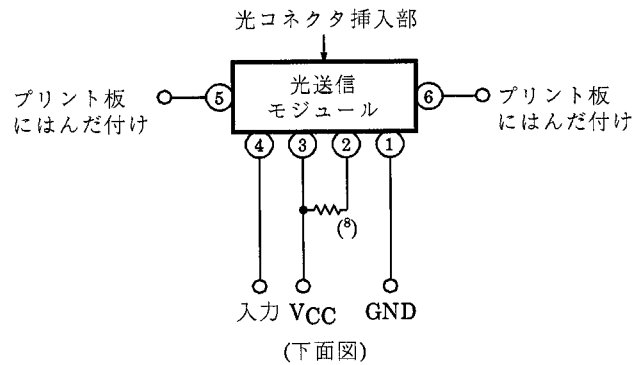 光コネクタ挿入部
プリント板
にはんだ付け
⑤
光送信
モジュール
⑥
プリント板
にはんだ付け
④ ③ ② ①
(8)
入力 VCC GND
(下面図)